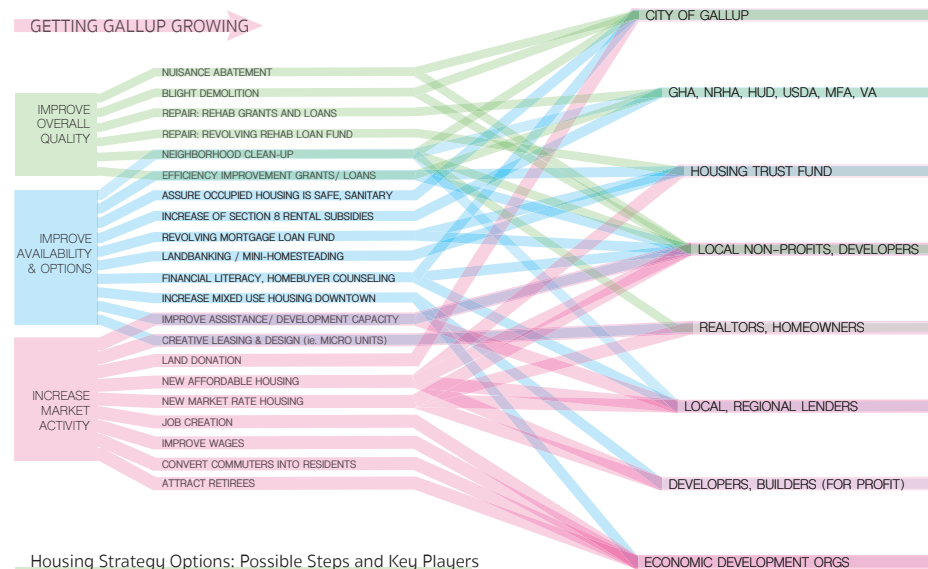 GETTING GALLUP GROWING
IMPROVE
OVERALL
QUALITY
IMPROVE
AVAILABILITY
& OPTIONS
INCREASE
MARKET
ACTIVITY
NUISANCE ABATEMENT
BLIGHT DEMOLITION
REPAIR: REHAB GRANTS AND LOANS
REPAIR: REVOLVING REHAB LOAN FUND
NEIGHBORHOOD CLEAN-UP
EFFICIENCY IMPROVEMENT GRANTS/ LOANS
ASSURE OCCUPIED HOUSING IS SAFE, SANITARY
INCREASE OF SECTION 8 RENTAL SUBSIDIES
REVOLVING MORTGAGE LOAN FUND
LANDBANKING / MINI-HOMESTEADING
FINANCIAL LITERACY, HOMEBUYER COUNSELING
INCREASE MIXED USE HOUSING DOWNTOWN
IMPROVE ASSISTANCE/ DEVELOPMENT CAPACITY
CREATIVE LEASING & DESIGN (ie. MICRO UNITS)
LAND DONATION
NEW AFFORDABLE HOUSING
NEW MARKET RATE HOUSING
JOB CREATION
IMPROVE WAGES
CONVERT COMMUTERS INTO RESIDENTS
ATTRACT RETIREES
CITY OF GALLUP
GHA, NRHA, HUD, USDA, MFA, VA
HOUSING TRUST FUND
LOCAL NON-PROFITS, DEVELOPERS
REALTORS, HOMEOWNERS
LOCAL, REGIONAL LENDERS
DEVELOPERS, BUILDERS (FOR PROFIT)
ECONOMIC DEVELOPMENT ORGS
Housing Strategy Options: Possible Steps and Key Players